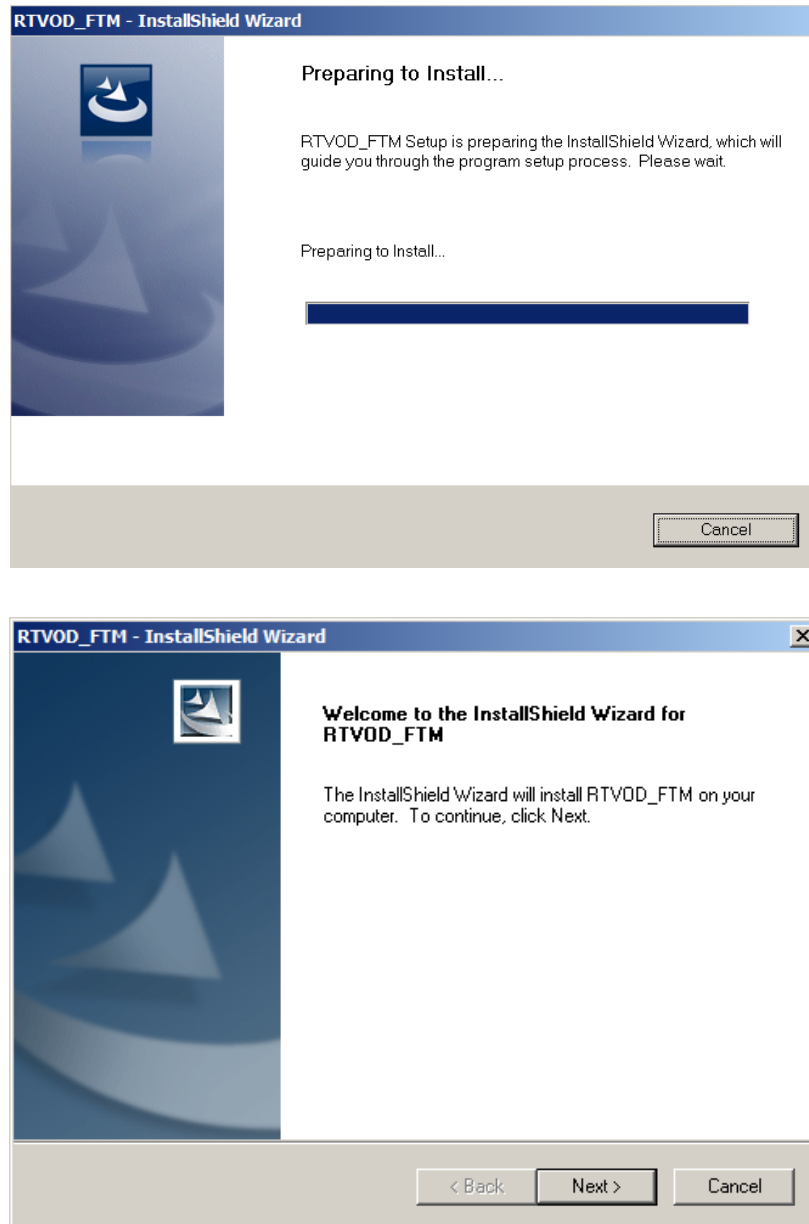 RTVOD_FTM - InstallShield Wizard
Preparing to Install...
RTVOD_FTM Setup is preparing the InstallShield Wizard, which will
guide you through the program setup process. Please wait.
Preparing to Install...
Cancel
RTVOD_FTM - InstallShield Wizard
Welcome to the InstallShield Wizard for
RTVOD_FTM
The InstallShield Wizard will install RTVOD_FTM on your
computer. To continue, click Next.
< Back Next > Cancel